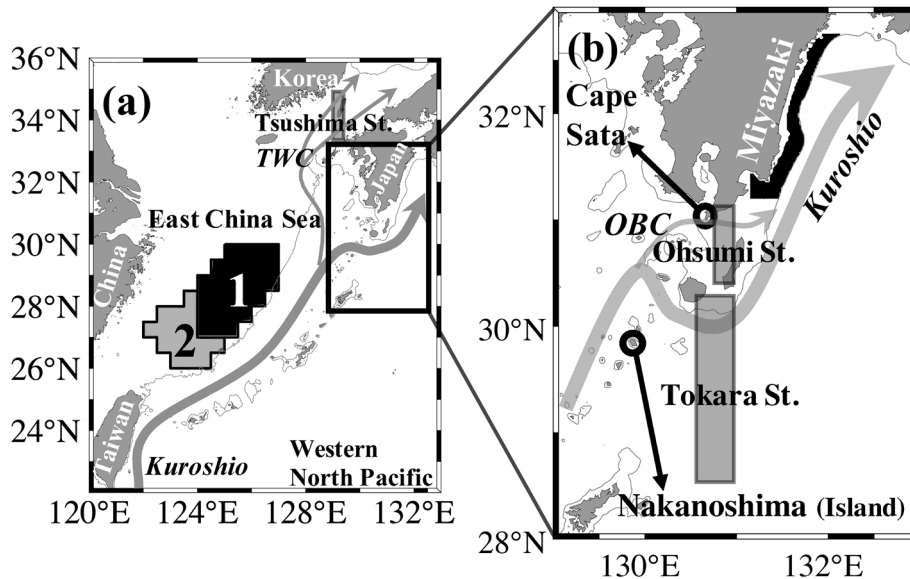 (a)
36°N
34°N
32°N
30°N
28°N
26°N
24°N
120°E
124°E
128°E
132°E
Korea
Tsushima St.
TWC
Japan
East China Sea
China
1
2
Taiwan
Kuroshio
Western
North Pacific
(b)
32°N
30°N
28°N
130°E
132°E
Cape
Sata
Miyazaki
Kuroshio
OBC
Ohsumi St.
Tokara St.
Nakanoshima (Island)